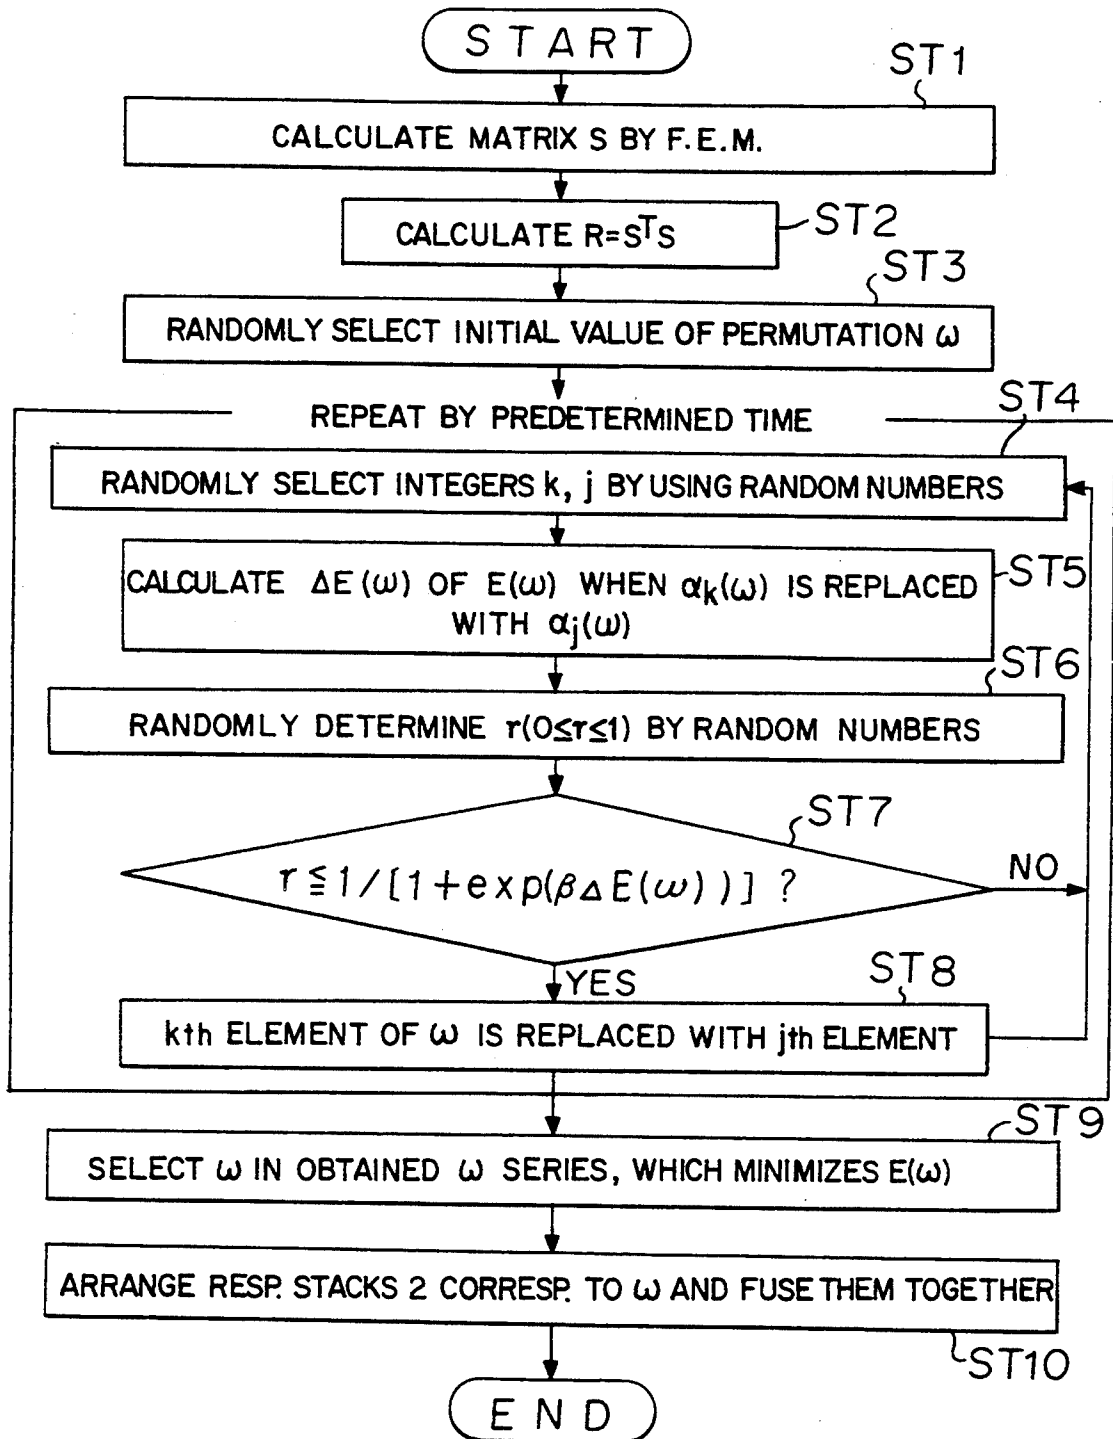 START
ST1
CALCULATE MATRIX S BY F.E.M.
ST2
CALCULATE R=SᵀS
ST3
RANDOMLY SELECT INITIAL VALUE OF PERMUTATION ω
REPEAT BY PREDETERMINED TIME
ST4
RANDOMLY SELECT INTEGERS k, j BY USING RANDOM NUMBERS
CALCULATE ΔE(ω) OF E(ω) WHEN αk(ω) IS REPLACED
WITH αj(ω)
ST5
ST6
RANDOMLY DETERMINE r(0≤r≤1) BY RANDOM NUMBERS
ST7
r ≦ 1/[1+exp(βΔE(ω))] ?
NO
YES
ST8
kth ELEMENT OF ω IS REPLACED WITH jth ELEMENT
ST9
SELECT ω IN OBTAINED ω SERIES, WHICH MINIMIZES E(ω)
ARRANGE RESP. STACKS 2 CORRESP. TO ω AND FUSE THEM TOGETHER
ST10
END